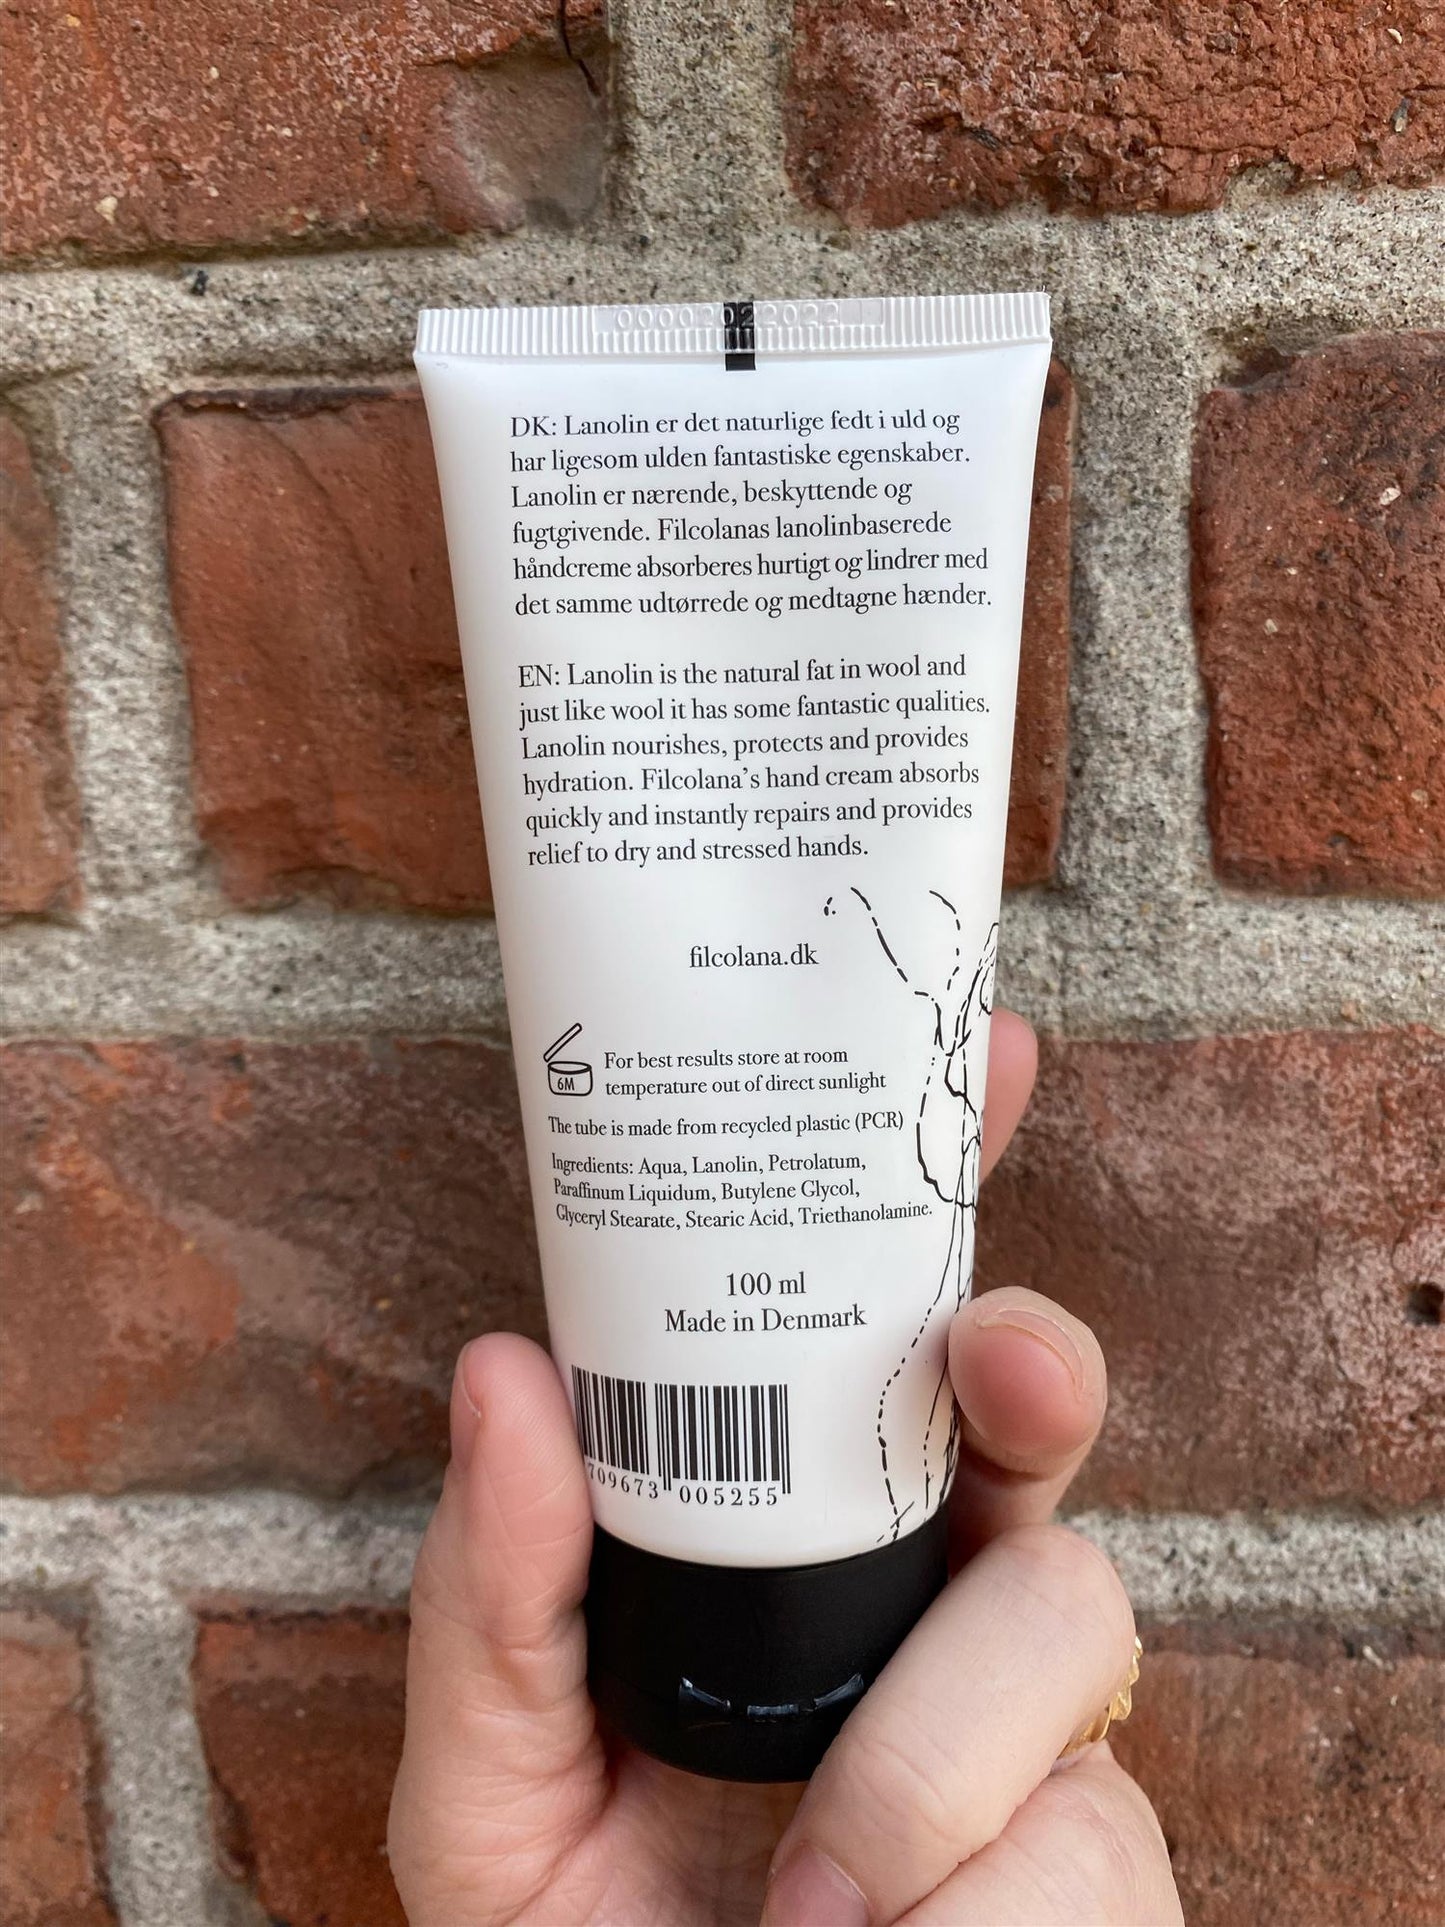 DK: Lanolin er det naturlige fedt i uld og
har ligesom ulden fantastiske egenskaber.
Lanolin er nærende, beskyttende og
fugtgivende. Filcolanas lanolinbaserede
håndcreme absorberes hurtigt og lindrer med
det samme udtørrede og medtagne hænder.
EN: Lanolin is the natural fat in wool and
just like wool it has some fantastic qualities.
Lanolin nourishes, protects and provides
hydration. Filcolana’s hand cream absorbs
quickly and instantly repairs and provides
relief to dry and stressed hands.
filcolana.dk
6M
For best results store at room
temperature out of direct sunlight
The tube is made from recycled plastic (PCR)
Ingredients: Aqua, Lanolin, Petrolatum,
Paraffinum Liquidum, Butylene Glycol,
Glyceryl Stearate, Stearic Acid, Triethanolamine.
100 ml
Made in Denmark
709673 005255